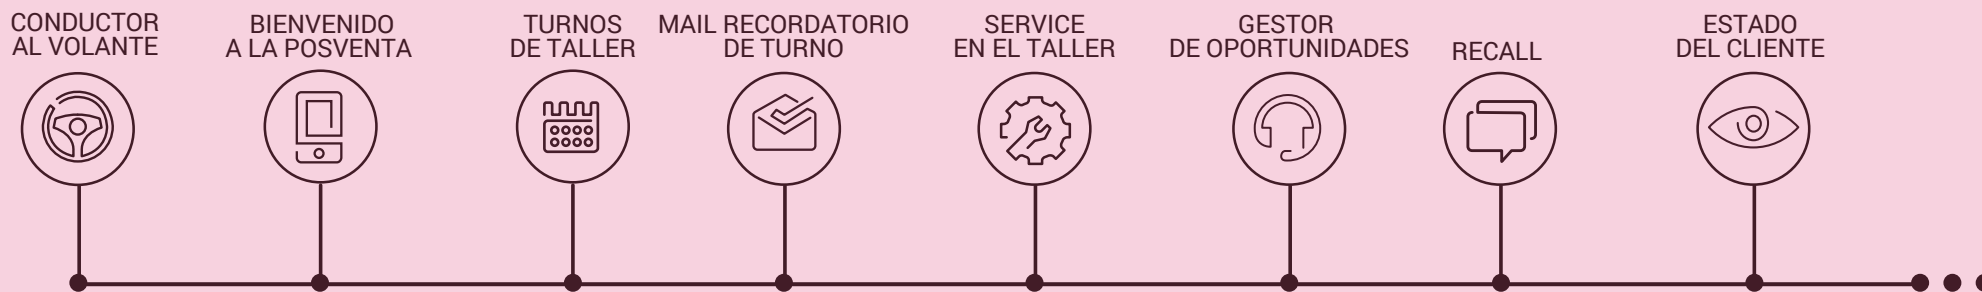 CONDUCTOR
AL VOLANTE
BIENVENIDO
A LA POSVENTA
TURNOS
DE TALLER
MAIL RECORDATORIO
DE TURNO
SERVICE
EN EL TALLER
GESTOR
DE OPORTUNIDADES
RECALL
ESTADO
DEL CLIENTE